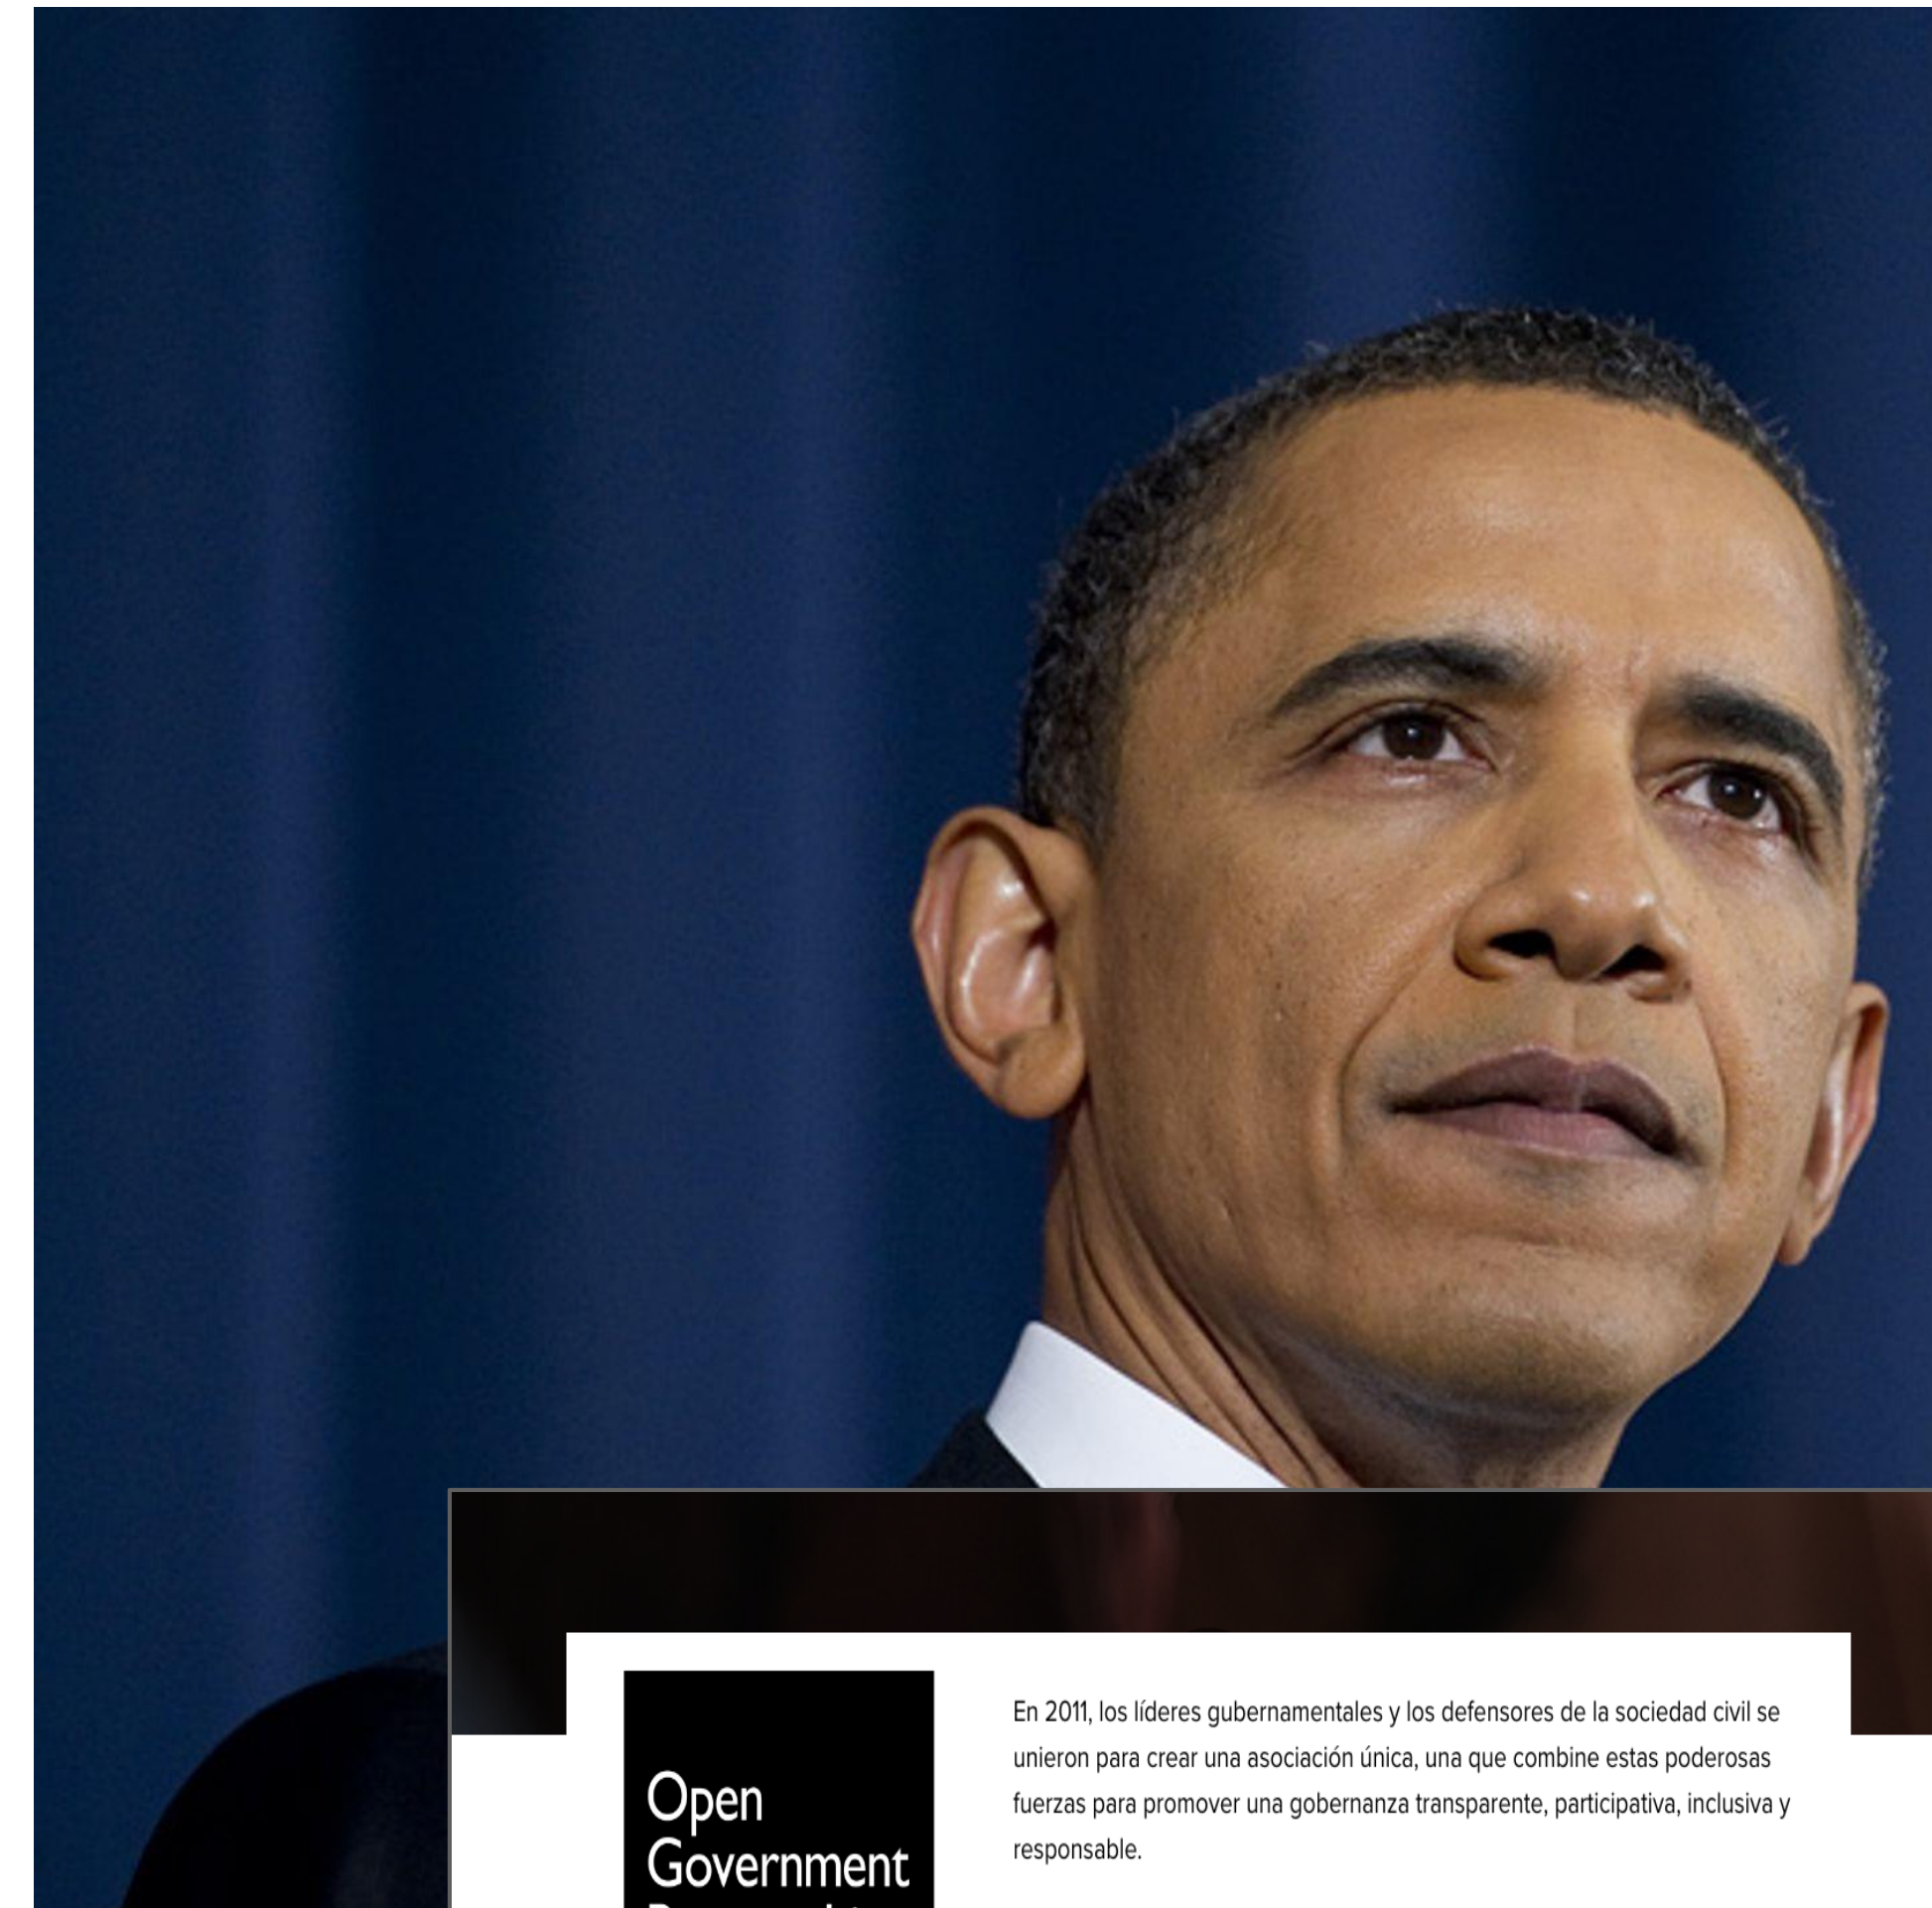 Open
Government
En 2011, los líderes gubernamentales y los defensores de la sociedad civil se
unieron para crear una asociación única, una que combine estas poderosas
fuerzas para promover una gobernanza transparente, participativa, inclusiva y
responsable.